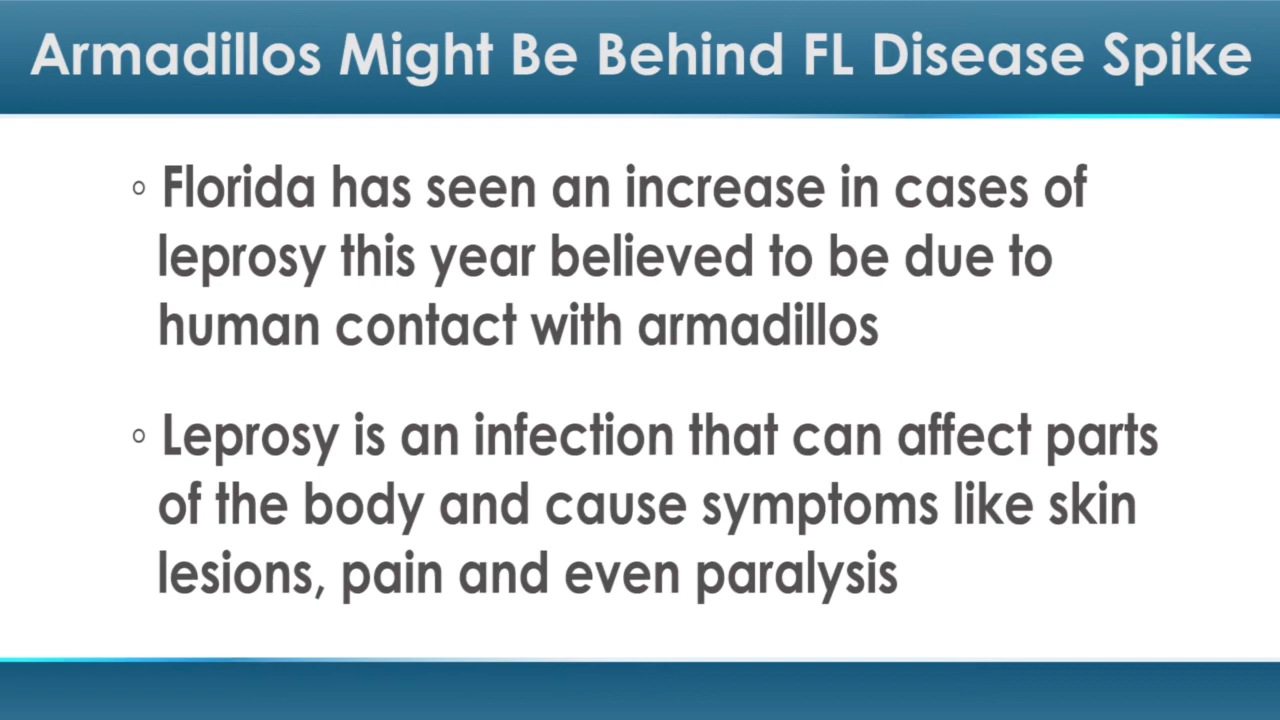 Armadillos Might Be Behind FL Disease Spike
◦ Florida has seen an increase in cases of
leprosy this year believed to be due to
human contact with armadillos
◦ Leprosy is an infection that can affect parts
of the body and cause symptoms like skin
lesions, pain and even paralysis